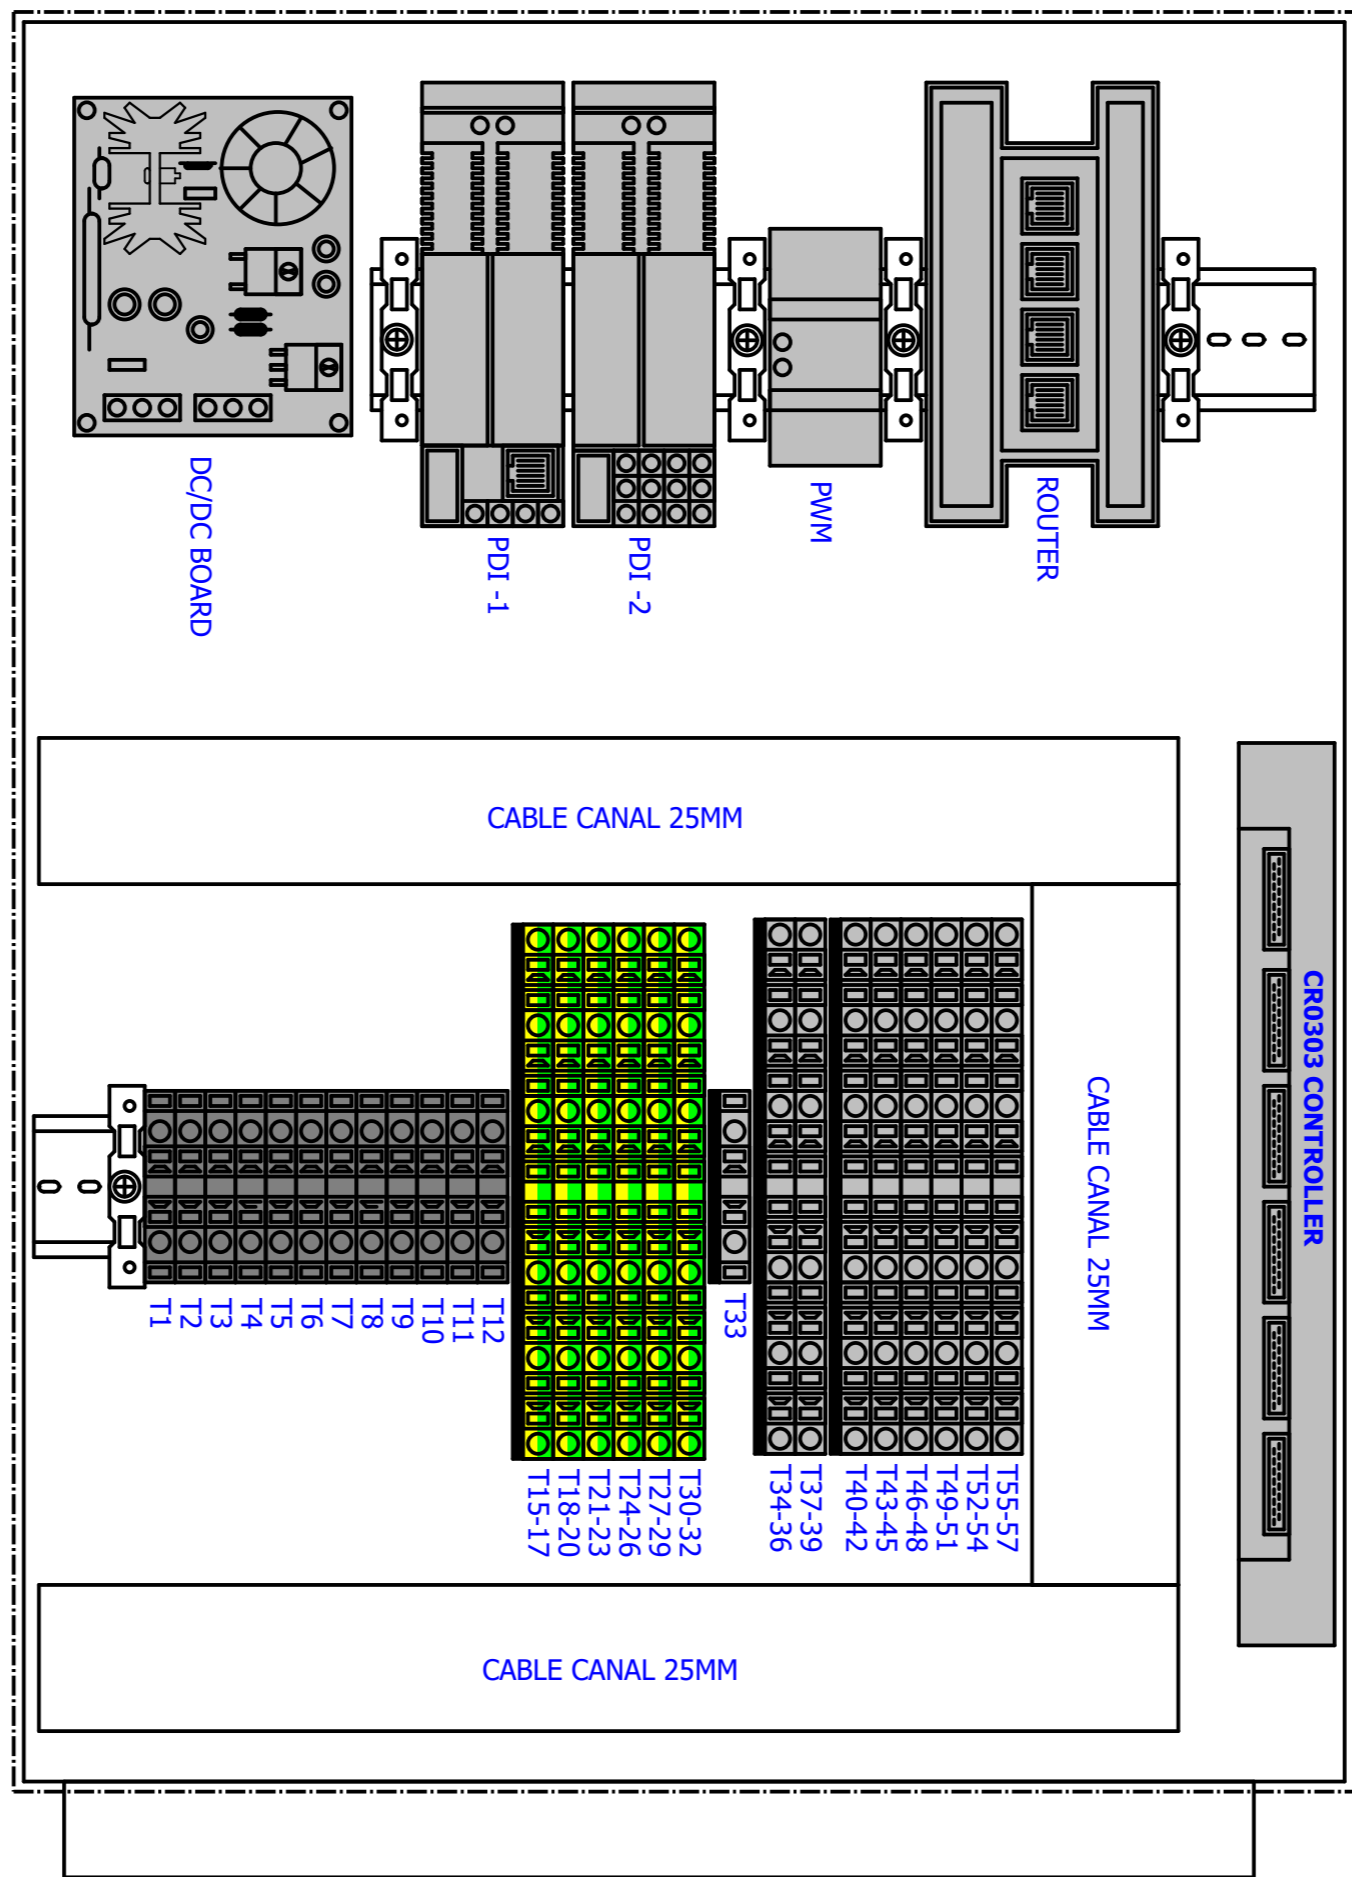 DC/DC BOARD
PDI -1
PDI -2
PWM
ROUTER
CABLE CANAL 25MM
CR0303 CONTROLLER
CABLE CANAL 25MM
T1
T2
T3
T4
T5
T6
T7
T8
T9
T10
T11
T12
T15-17
T18-20
T21-23
T24-26
T27-29
T30-32
T33
T34-36
T37-39
T40-42
T43-45
T46-48
T49-51
T52-54
T55-57
CABLE CANAL 25MM